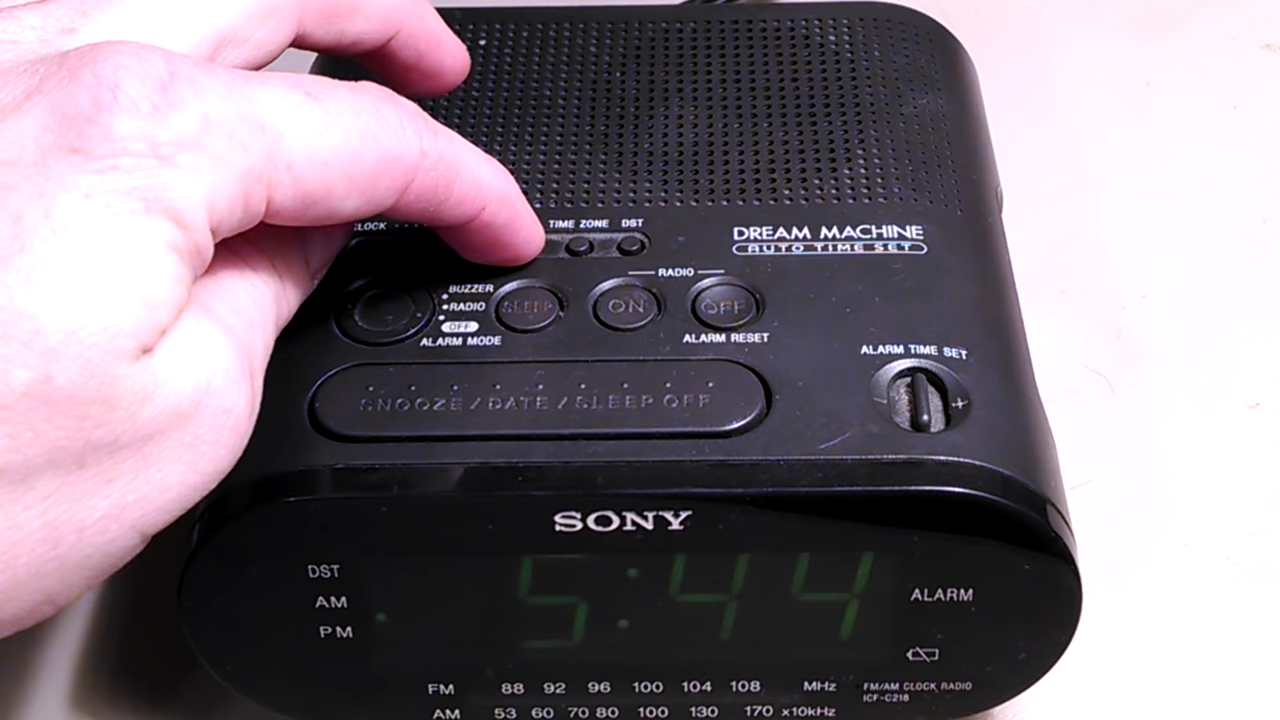 CLOCK
TIME ZONE DST
DREAM MACHINE
AUTO TIME SET
RADIO
BUZZER
RADIO
OFF
ALARM MODE
SLEEP
ON
OFF
ALARM RESET
ALARM TIME SET
- +
SNOOZE / DATE / SLEEP OFF
SONY
DST
AM
PM
5:44
ALARM
FM 88 92 96 100 104 108 MHz
AM 53 60 70 80 100 130 170 x10kHz
FM/AM CLOCK RADIO
ICF-C218